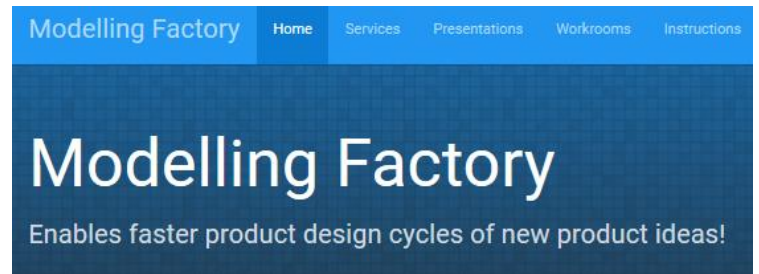 Modelling Factory Home Services Presentations Workrooms Instructions
Modelling Factory
Enables faster product design cycles of new product ideas!